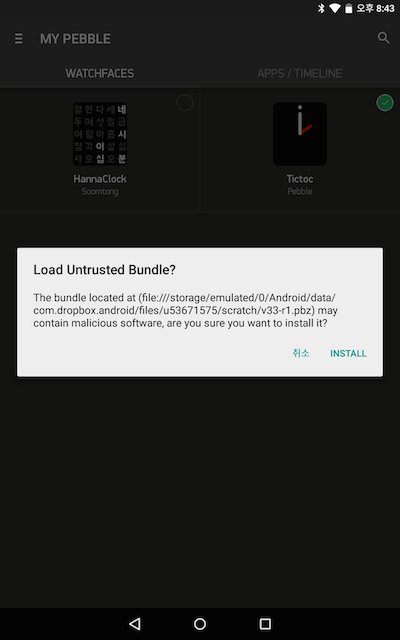 오후 8:43
MY PEBBLE
WATCHFACES
APPS / TIMELINE
일 한 다 세 네
두 여 섯 일 곱
여 덟 아 홉 시
정 각 이 삼 십
사 오 십 오 분
HannaClock
Soomtong
Tictoc
Pebble
Load Untrusted Bundle?
The bundle located at (file:///storage/emulated/0/Android/data/
com.dropbox.android/files/u53671575/scratch/v33-r1.pbz) may
contain malicious software, are you sure you want to install it?
취소
INSTALL